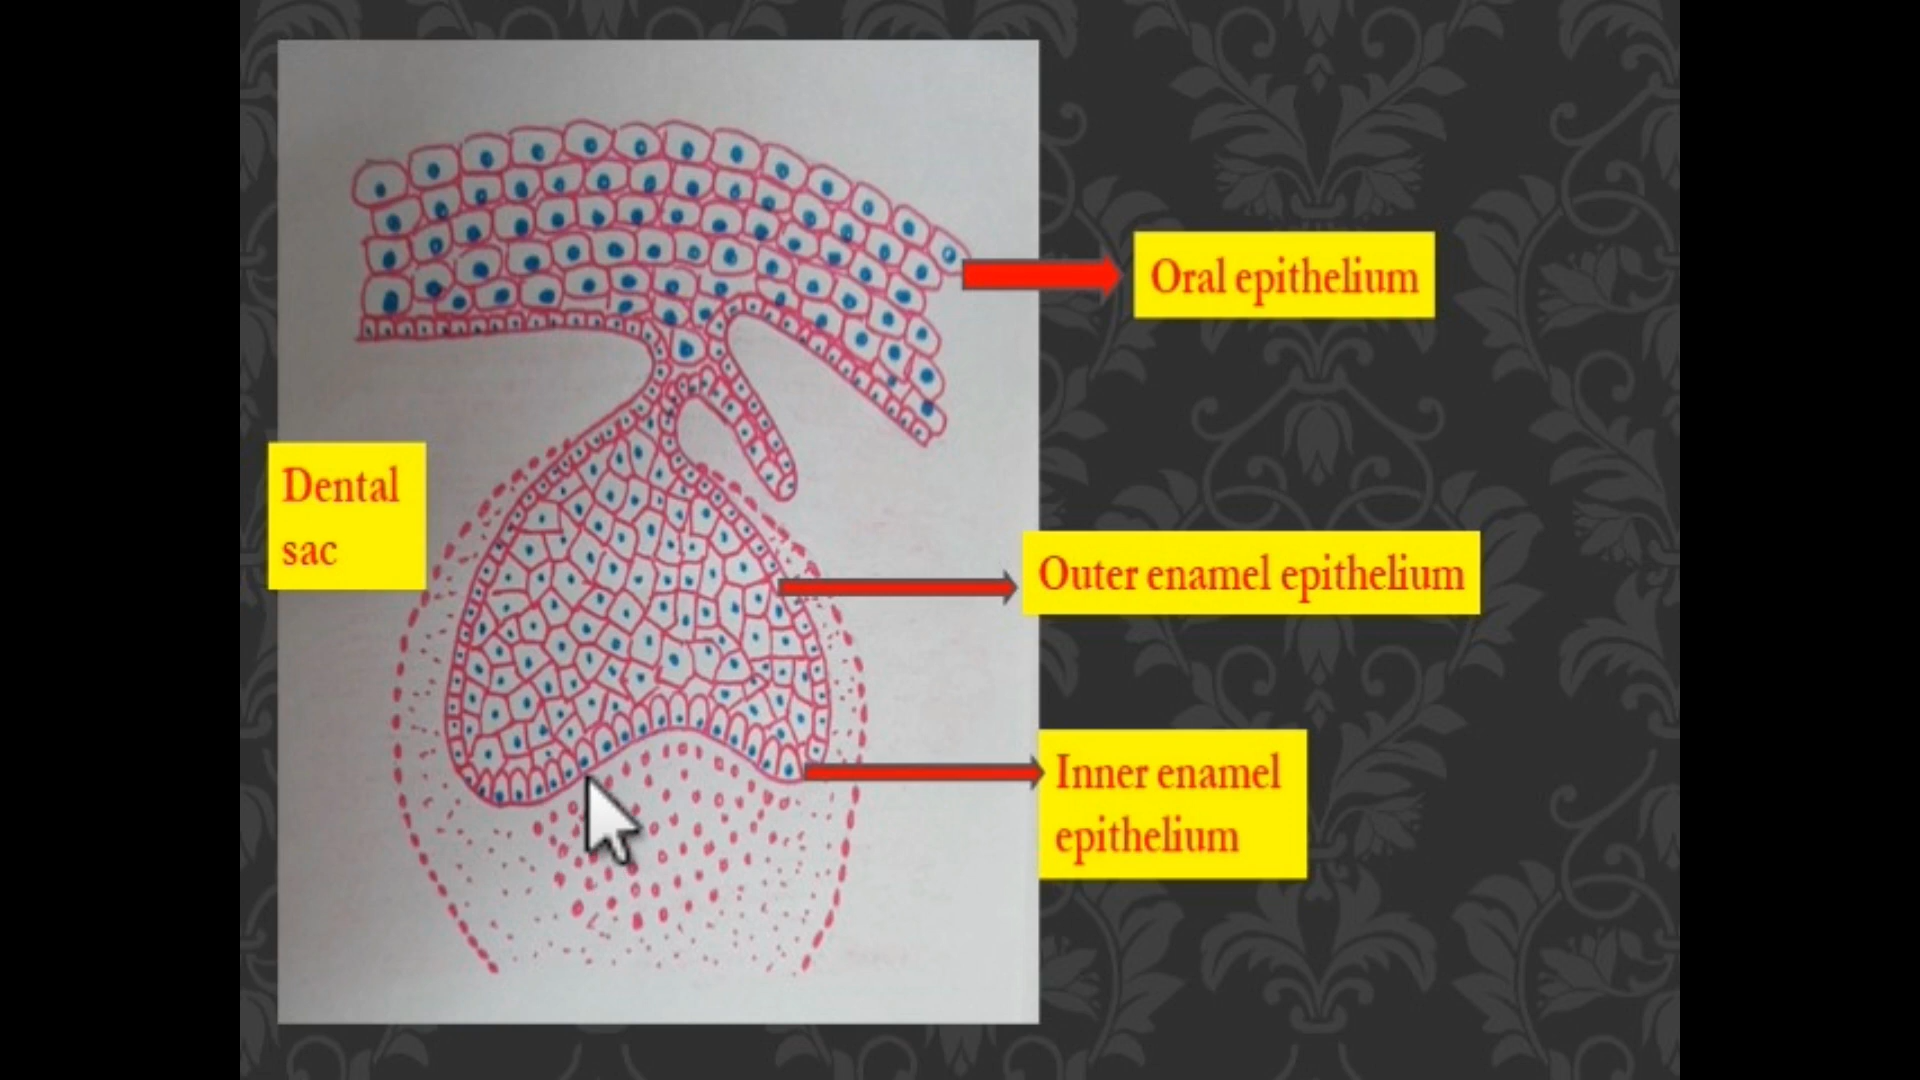 Oral epithelium
Dental
sac
Outer enamel epithelium
Inner enamel
epithelium